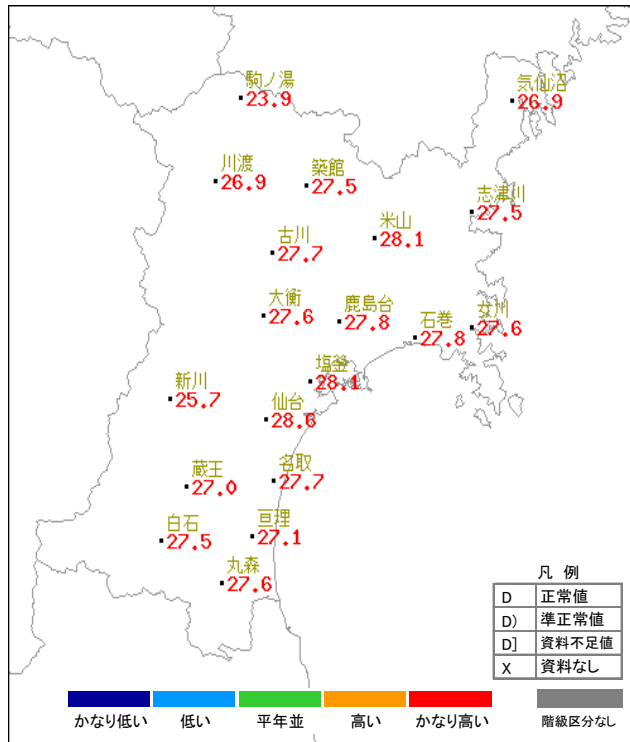 駒ノ湯
23.9
気仙沼
26.9
川渡
26.9
築館
27.5
志津川
27.5
米山
28.1
古川
27.7
大衡
27.6
鹿島台
27.8
石巻
27.8
女川
27.6
塩釜
28.1
新川
25.7
仙台
28.6
蔵王
27.0
名取
27.7
白石
27.5
亘理
27.1
丸森
27.6
凡 例
D 正常値
D) 準正常値
D] 資料不足値
X 資料なし
かなり低い 低い 平年並 高い かなり高い 階級区分なし